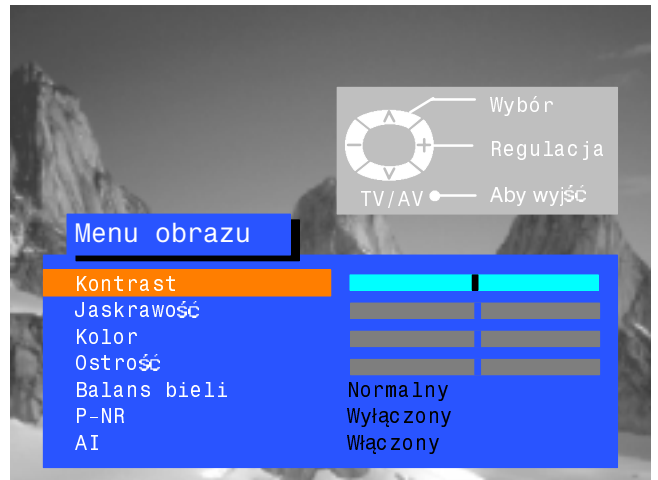 Wybór
Regulacja
TV/AV Aby wyjść
Menu obrazu
Kontrast
Jaskrawość
Kolor
Ostrość
Balans bieli Normalny
P-NR Wyłączony
AI Włączony